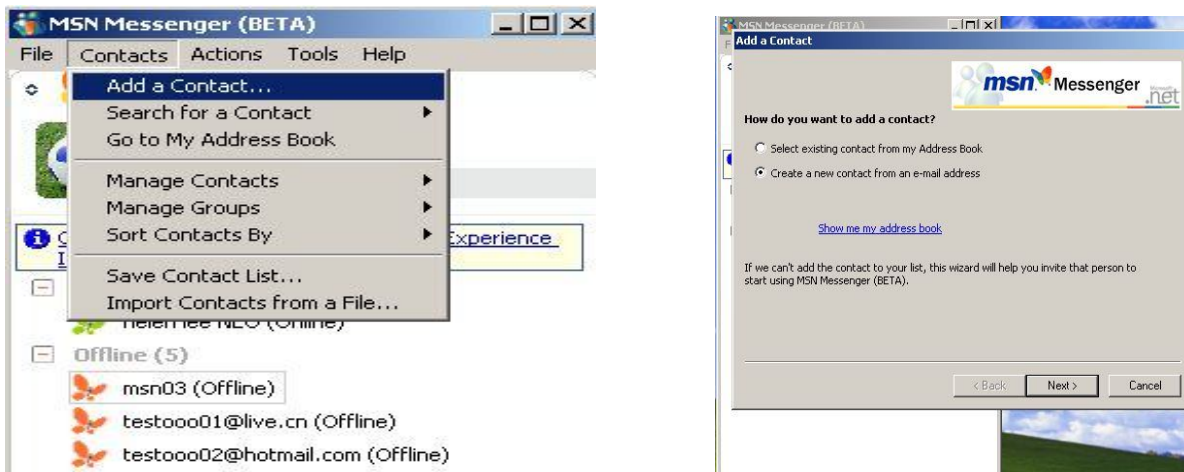 MSN Messenger (BETA)
File Contacts Actions Tools Help
Add a Contact...
Search for a Contact
Go to My Address Book
Manage Contacts
Manage Groups
Sort Contacts By
Experience
Save Contact List...
Import Contacts from a File...
(Online)
Offline (5)
msn03 (Offline)
testooo01@live.cn (Offline)
testooo02@hotmail.com (Offline)
MSN Messenger (BETA)
Add a Contact
msn Messenger
Microsoft
.net
How do you want to add a contact?
Select existing contact from my Address Book
Create a new contact from an e-mail address
Show me my address book
If we can't add the contact to your list, this wizard will help you invite that person to
start using MSN Messenger (BETA).
< Back Next > Cancel